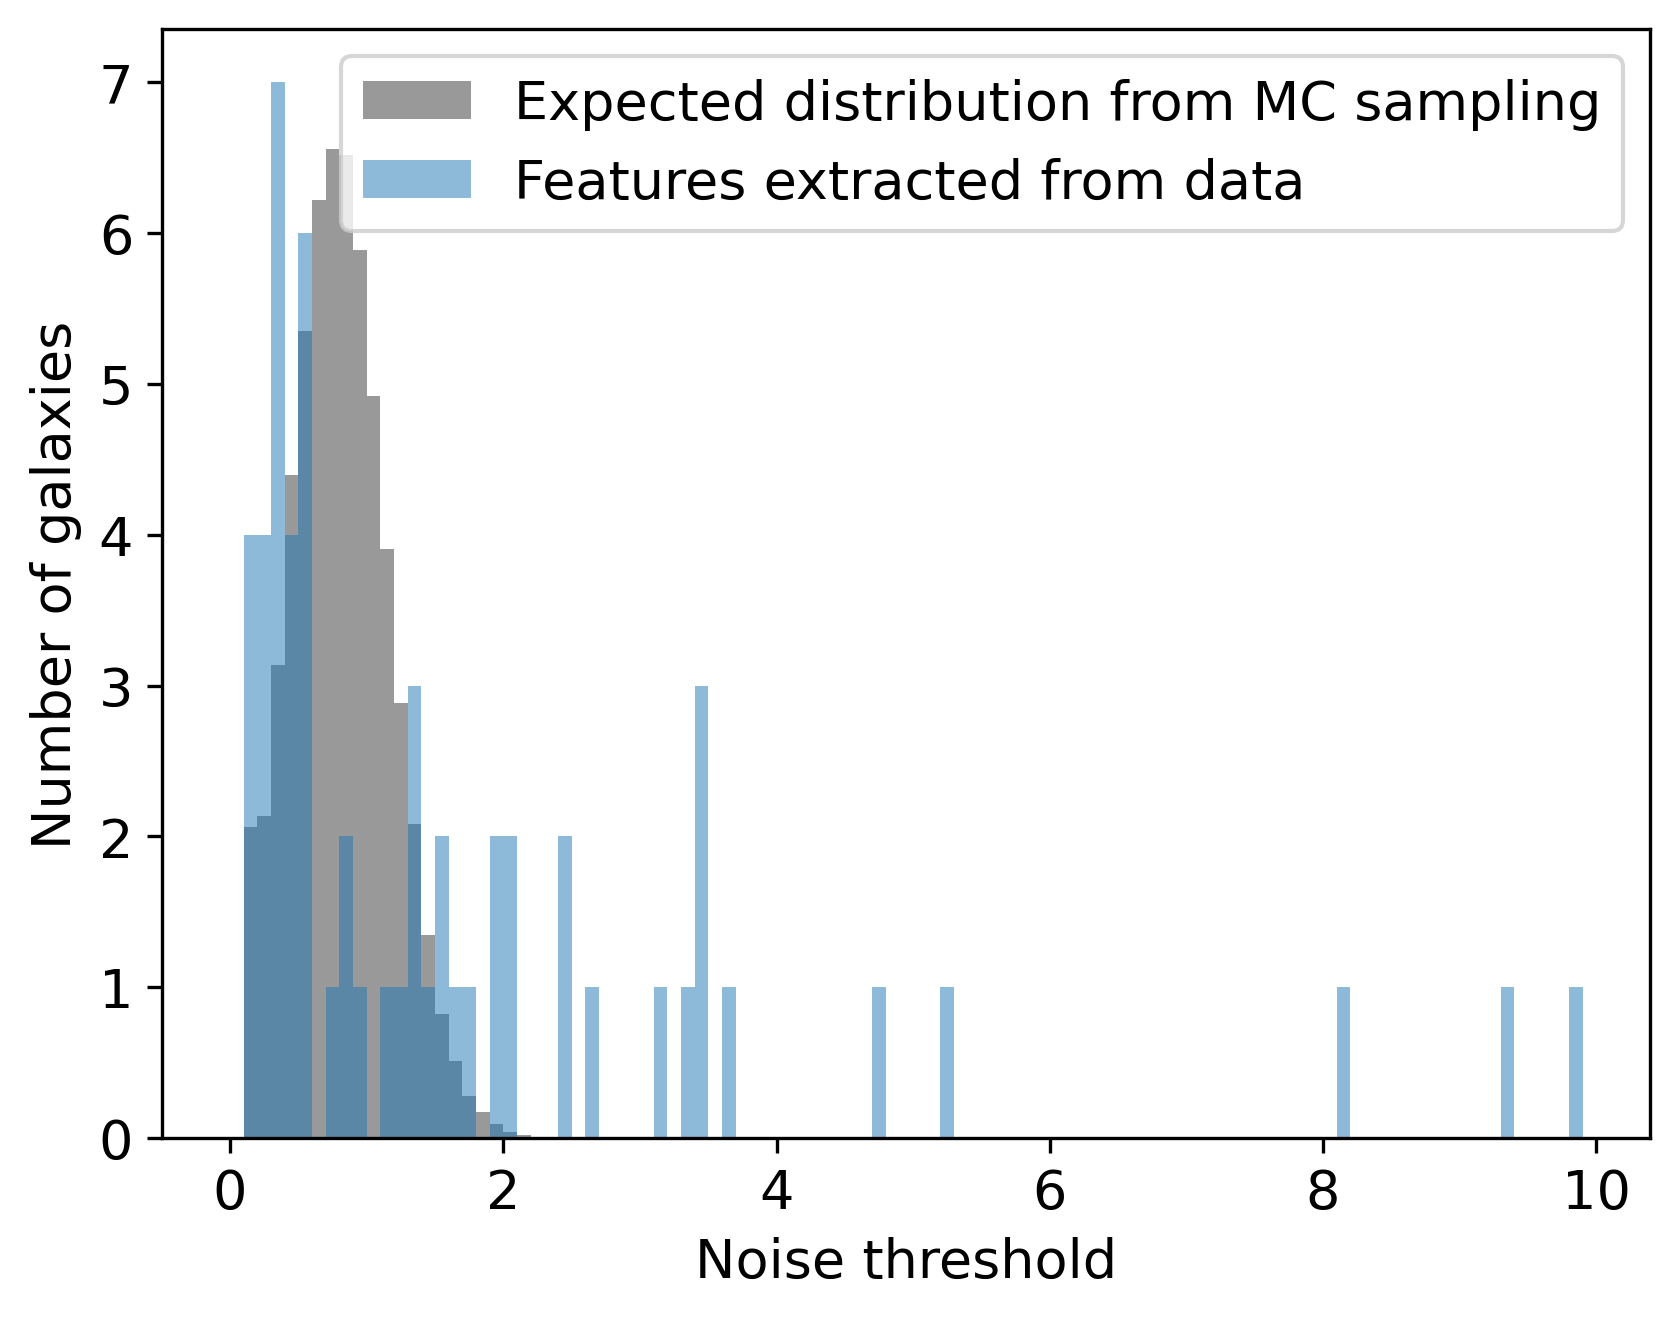 Expected distribution from MC sampling
Features extracted from data
7
6
5
4
3
2
1
0
Number of galaxies
0 2 4 6 8 10
Noise threshold